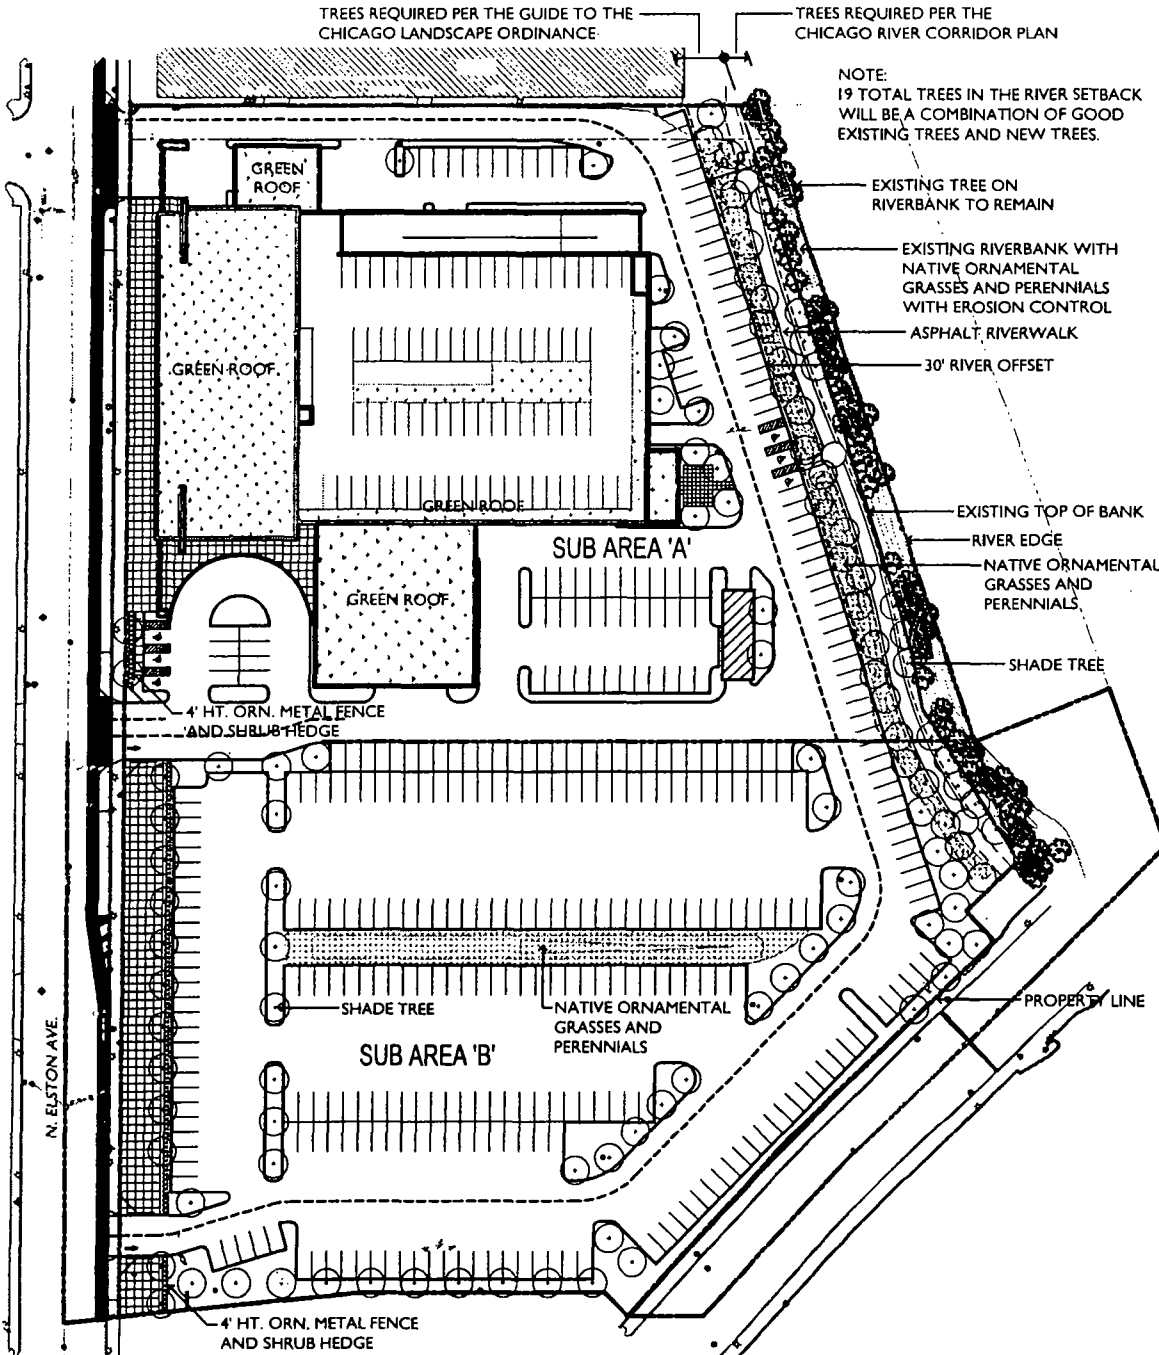 TREES REQUIRED PER THE GUIDE TO THE
CHICAGO LANDSCAPE ORDINANCE
TREES REQUIRED PER THE
CHICAGO RIVER CORRIDOR PLAN
NOTE:
19 TOTAL TREES IN THE RIVER SETBACK
WILL BE A COMBINATION OF GOOD
EXISTING TREES AND NEW TREES.
GREEN
ROOF
EXISTING TREE ON
RIVERBANK TO REMAIN
EXISTING RIVERBANK WITH
NATIVE ORNAMENTAL
GRASSES AND PERENNIALS
WITH EROSION CONTROL
ASPHALT RIVERWALK
GREEN ROOF
30' RIVER OFFSET
GREEN ROOF
EXISTING TOP OF BANK
RIVER EDGE
SUB AREA 'A'
NATIVE ORNAMENTAL
GRASSES AND
PERENNIALS
GREEN ROOF
SHADE TREE
4' HT. ORN. METAL FENCE
AND SHRUB HEDGE
SHADE TREE
NATIVE ORNAMENTAL
GRASSES AND
PERENNIALS
PROPERTY LINE
SUB AREA 'B'
N. ELSTON AVE.
4' HT. ORN. METAL FENCE
AND SHRUB HEDGE